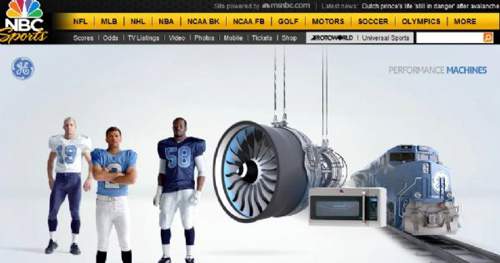 Site powered by msnbc.com
Latest news: Dutch prince's life 'still in danger' after avalanche
NBC
Sports
NFL MLB NHL NBA NCAA BK NCAA FB GOLF MOTORS SOCCER OLYMPICS MORE
Scores Odds TV Listings Video Photos Mobile Tickets Shop ROTOWORLD Universal Sports
PERFORMANCE MACHINES
19
2
58